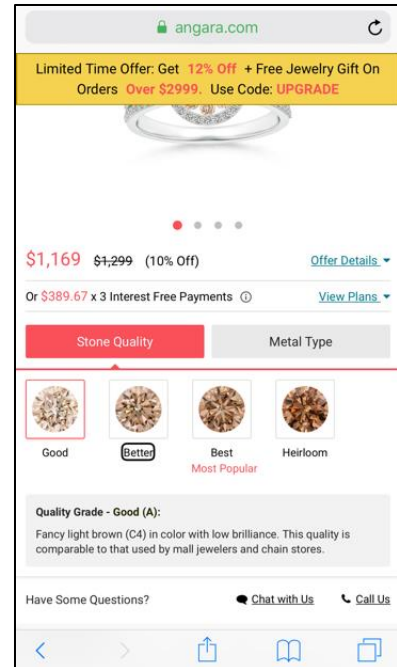 angara.com
Limited Time Offer: Get 12% Off + Free Jewelry Gift On
Orders Over $2999. Use Code: UPGRADE
$1,169 $1,299 (10% Off) Offer Details
Or $389.67 x 3 Interest Free Payments View Plans
Stone Quality Metal Type
Good Better Best Heirloom
Most Popular
Quality Grade - Good (A):
Fancy light brown (C4) in color with low brilliance. This quality is
comparable to that used by mall jewelers and chain stores.
Have Some Questions? Chat with Us Call Us